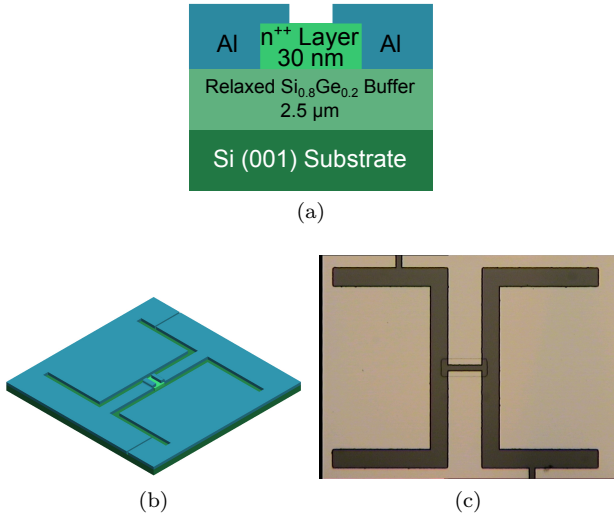 Al
n⁺⁺ Layer
30 nm
Al
Relaxed Si₀.₈Ge₀.₂ Buffer
2.5 µm
Si (001) Substrate
(a)
(b)
(c)